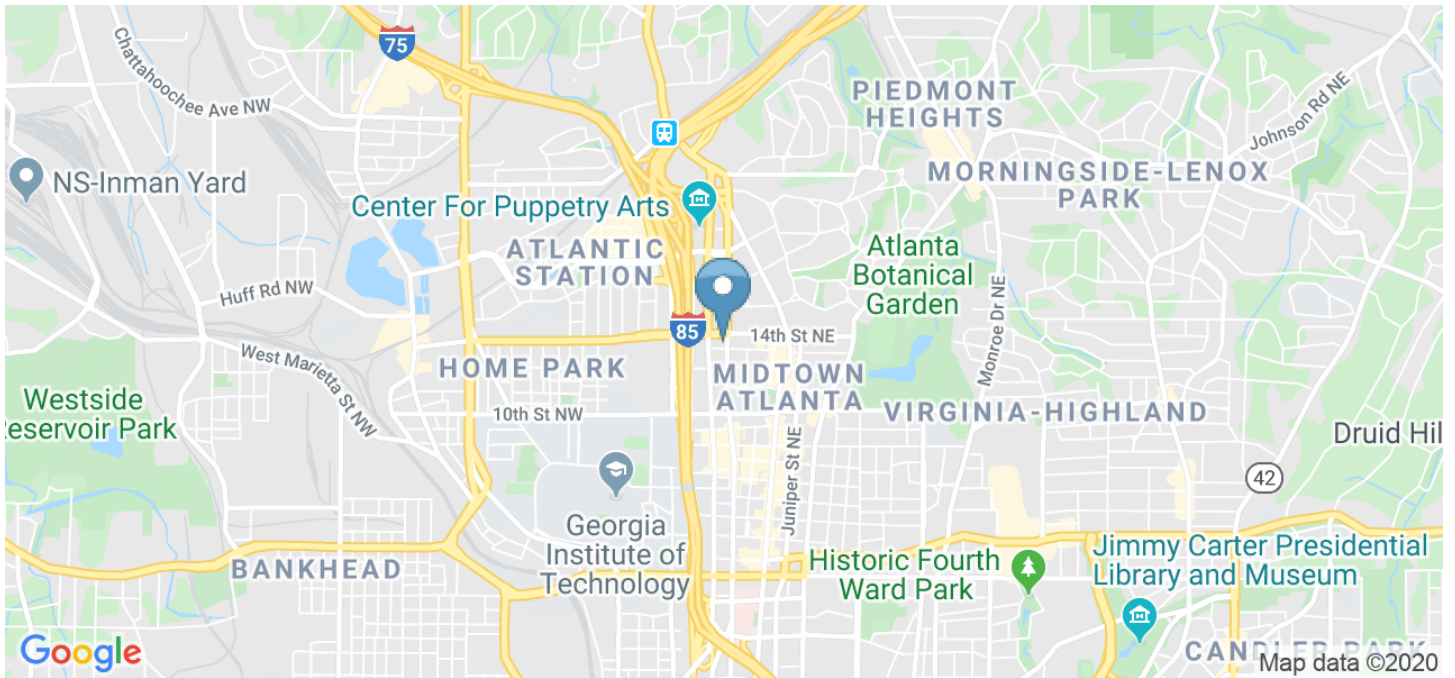 75
Chattahoochee Ave NW
PIEDMONT
HEIGHTS
Johnson Rd NE
NS-Inman Yard
MORNINGSIDE-LENOX
PARK
Center For Puppetry Arts
ATLANTIC
STATION
Atlanta
Botanical
Garden
Huff Rd NW
Monroe Dr NE
85
14th St NE
West Marietta St NW
HOME PARK
MIDTOWN
ATLANTA
Westside
Reservoir Park
10th St NW
VIRGINIA-HIGHLAND
Druid Hil
42
Juniper St NE
Georgia
Institute of
Technology
BANKHEAD
Historic Fourth
Ward Park
Jimmy Carter Presidential
Library and Museum
Google
CANDLER PARK
Map data ©2020